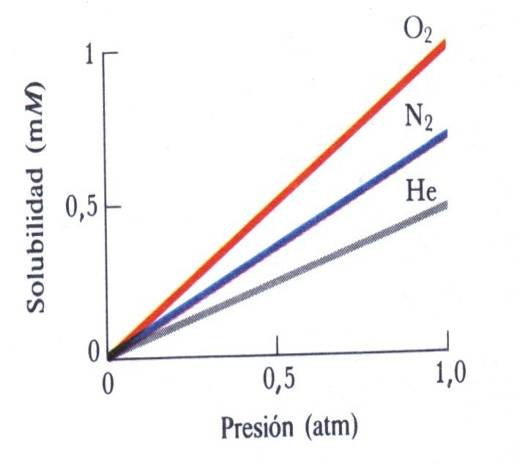 O₂
1
N₂
Solubilidad (mM)
He
0,5
0
0
0,5
1,0
Presión (atm)